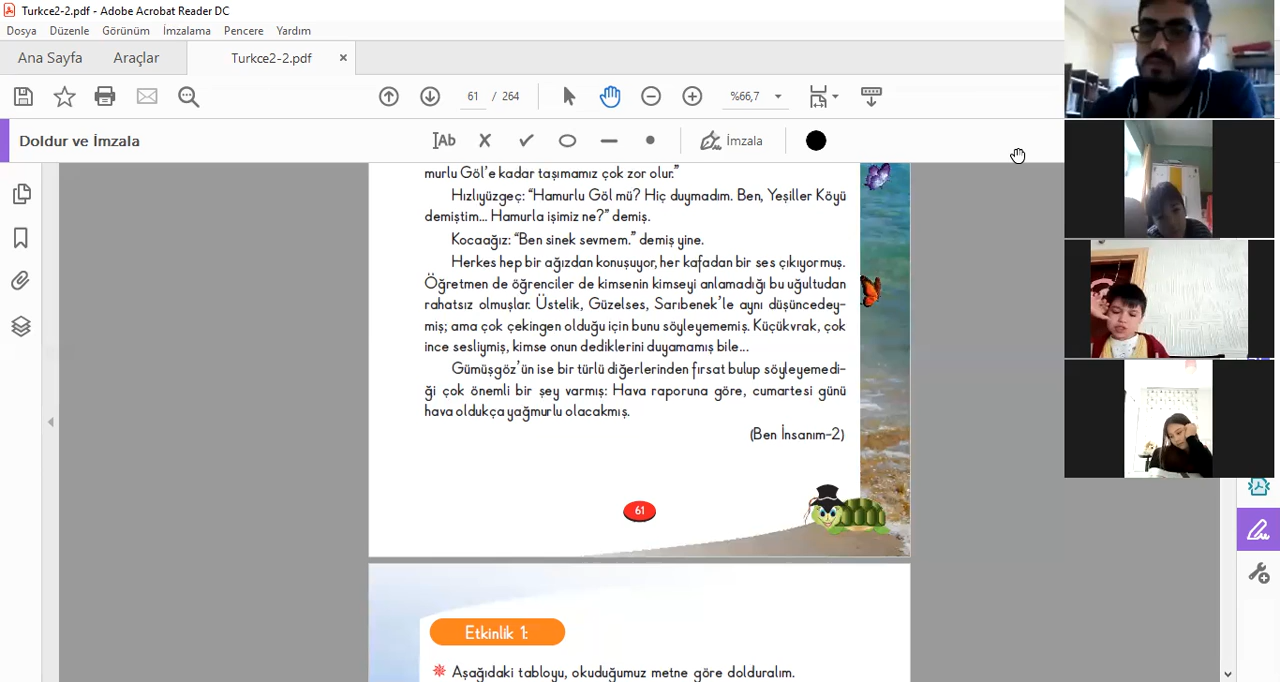 Turkce2-2.pdf - Adobe Acrobat Reader DC
Dosya Düzenle Görünüm İmzalama Pencere Yardım
Ana Sayfa Araçlar Turkce2-2.pdf ×
61 / 264 %66,7
Doldur ve İmzala
Ab İmzala
murlu Göl'e kadar taşımamız çok zor olur."
Hızlıyüzgeç: "Hamurlu Göl mü? Hiç duymadım. Ben, Yeşiller Köyü
demiştim... Hamurla işimiz ne?" demiş.
Kocaağız: "Ben sinek sevmem." demiş yine.
Herkes hep bir ağızdan konuşuyor, her kafadan bir ses çıkıyormuş.
Öğretmen de öğrenciler de kimsenin kimseyi anlamadığı bu uğultudan
rahatsız olmuşlar. Üstelik, Güzelses, Sarıbenek'le aynı düşüncedey-
miş; ama çok çekingen olduğu için bunu söyleyememiş. Küçükvrak, çok
ince sesliymiş, kimse onun dediklerini duyamamış bile...
Gümüşgöz'ün ise bir türlü diğerlerinden fırsat bulup söyleyemedi-
ği çok önemli bir şey varmış: Hava raporuna göre, cumartesi günü
hava oldukça yağmurlu olacakmış.
(Ben İnsanım-2)
61
Etkinlik 1:
Aşağıdaki tabloyu, okuduğumuz metne göre dolduralım.